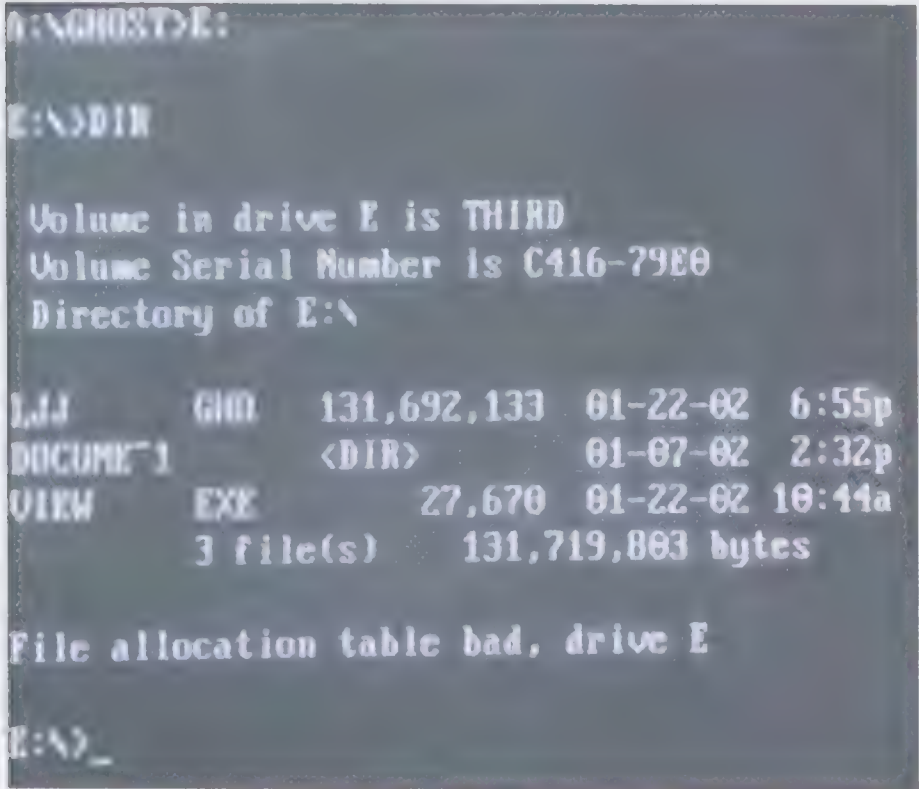 A:\GHOST>E:
E:\>DIR
Volume in drive E is THIRD
Volume Serial Number is C416-79E0
Directory of E:\
GHO 131,692,133 01-22-02 6:55p
DOCUME~1 <DIR> 01-07-02 2:32p
VIEW EXE 27,670 01-22-02 10:44a
3 file(s) 131,719,803 bytes
File allocation table bad, drive E
E:\>_